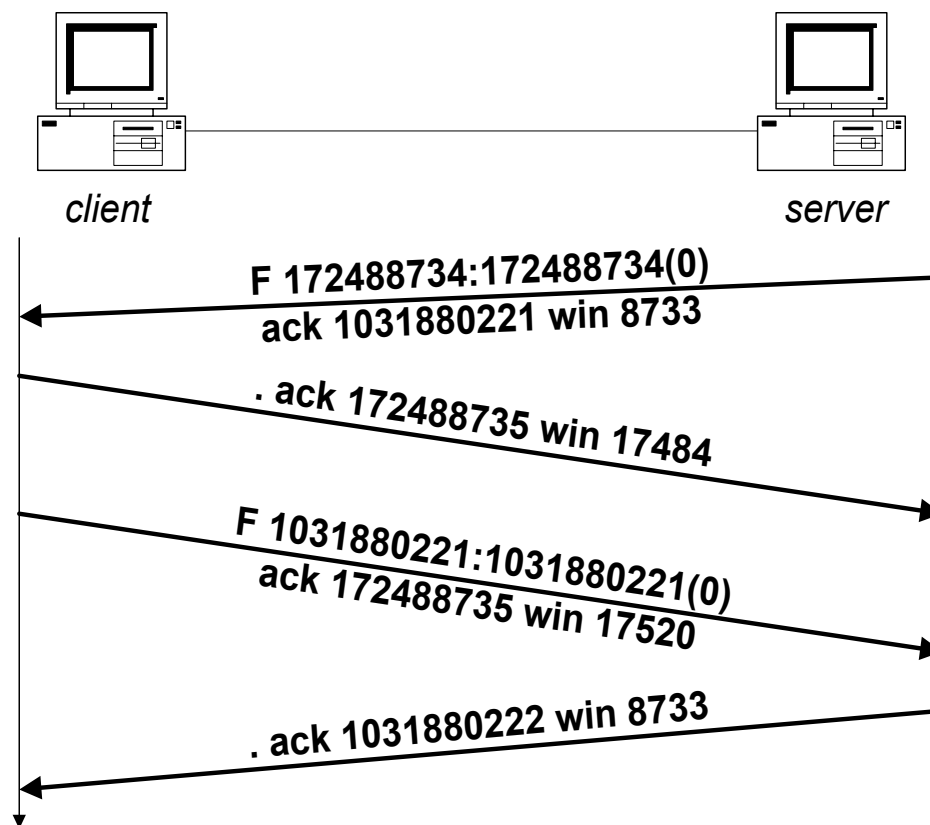 client
server
F 172488734:172488734(0)
ack 1031880221 win 8733
. ack 172488735 win 17484
F 1031880221:1031880221(0)
ack 172488735 win 17520
. ack 1031880222 win 8733